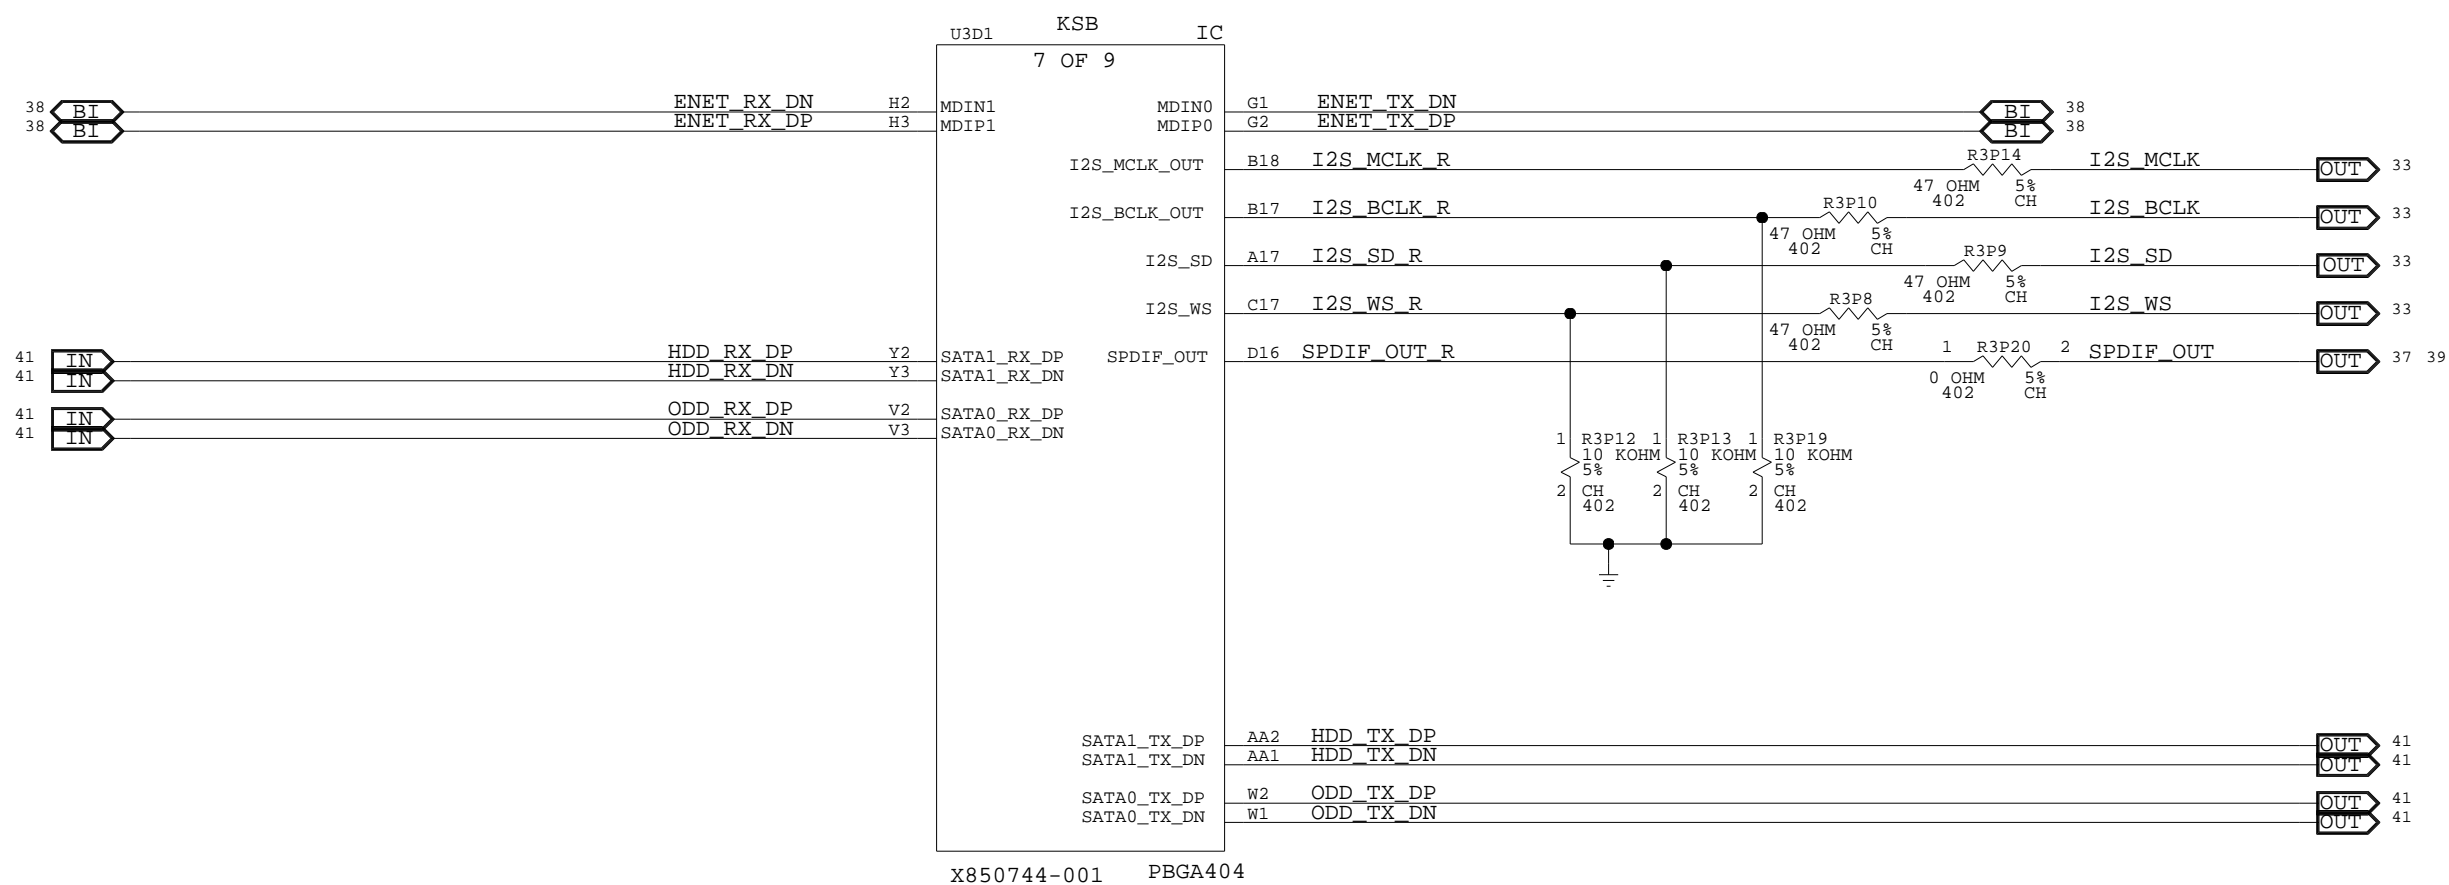 KSB
U3D1 IC
7 OF 9
38 BI ENET_RX_DN H2 MDIN1 MDIN0 G1 ENET_TX_DN BI 38
38 BI ENET_RX_DP H3 MDIP1 MDIP0 G2 ENET_TX_DP BI 38
I2S_MCLK_OUT B18 I2S_MCLK_R R3P14 I2S_MCLK OUT 33
47 OHM 5%
402 CH
I2S_BCLK_OUT B17 I2S_BCLK_R R3P10 I2S_BCLK OUT 33
47 OHM 5%
402 CH
I2S_SD A17 I2S_SD_R R3P9 I2S_SD OUT 33
47 OHM 5%
402 CH
I2S_WS C17 I2S_WS_R R3P8 I2S_WS OUT 33
47 OHM 5%
402 CH
41 IN HDD_RX_DP Y2 SATA1_RX_DP SPDIF_OUT D16 SPDIF_OUT_R 1 R3P20 2 SPDIF_OUT OUT 37 39
41 IN HDD_RX_DN Y3 SATA1_RX_DN
0 OHM 5%
402 CH
41 IN ODD_RX_DP V2 SATA0_RX_DP
41 IN ODD_RX_DN V3 SATA0_RX_DN
1 R3P12 1 R3P13 1 R3P19
10 KOHM 10 KOHM 10 KOHM
5% 5% 5%
2 CH 2 CH 2 CH
402 402 402
SATA1_TX_DP AA2 HDD_TX_DP OUT 41
SATA1_TX_DN AA1 HDD_TX_DN OUT 41
SATA0_TX_DP W2 ODD_TX_DP OUT 41
SATA0_TX_DN W1 ODD_TX_DN OUT 41
X850744-001 PBGA404